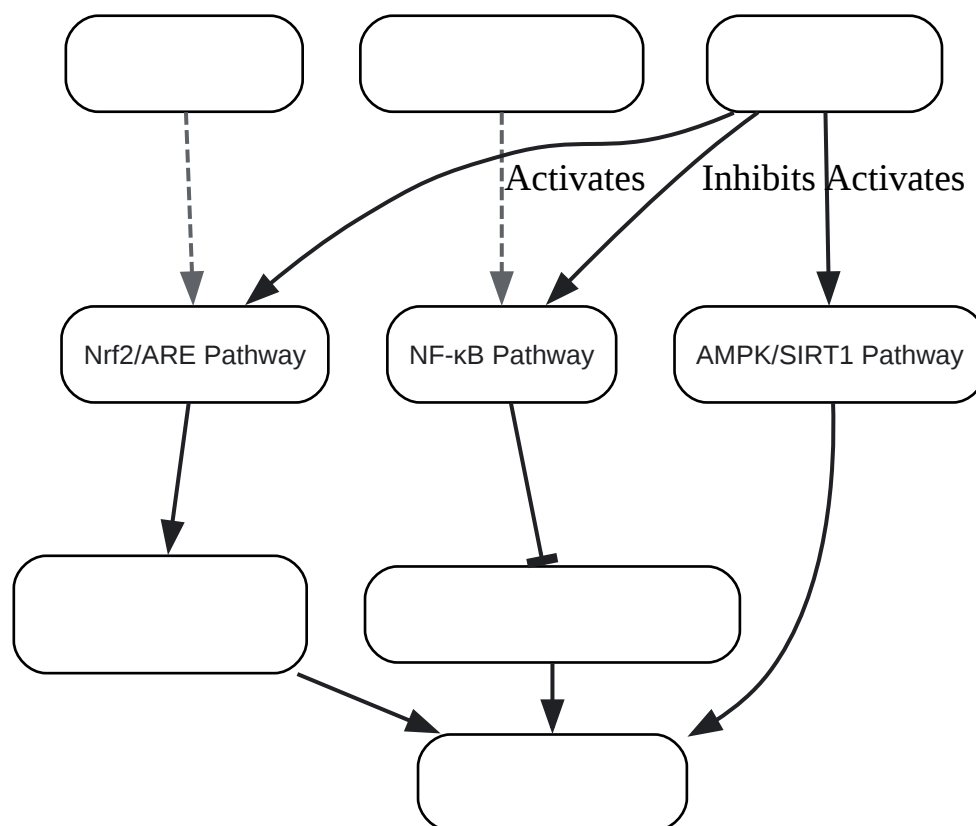 Activates
Inhibits
Activates
Nrf2/ARE Pathway
NF-κB Pathway
AMPK/SIRT1 Pathway